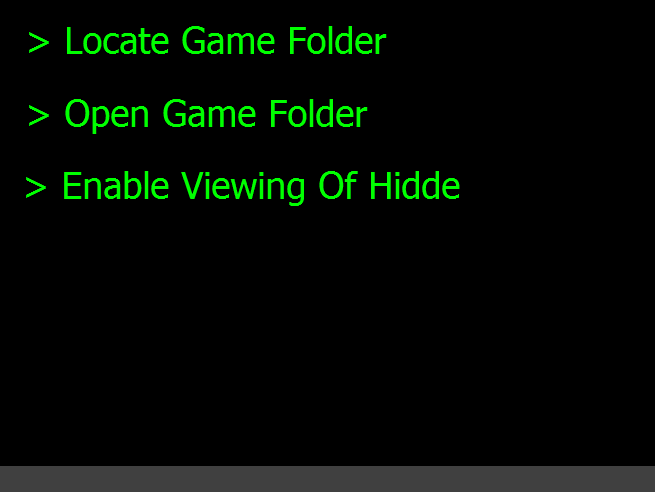 > Locate Game Folder
> Open Game Folder
> Enable Viewing Of Hidde